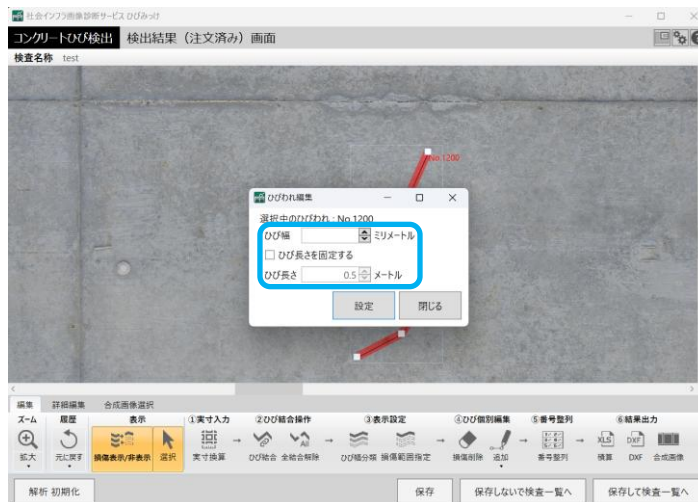 社会インフラ画像診断サービス ひびみっけ
コンクリートひび検出 検出結果（注文済み）画面
検査名称 test
No.1200
ひびわれ編集
選択中のひびわれ : No.1200
ひび幅 ミリメートル
ひび長さを固定する
ひび長さ 0.5 メートル
設定 閉じる
編集 詳細編集 合成画像選択
ズーム 履歴 表示 ①実寸入力 ②ひび結合操作 ③表示設定 ④ひび個別編集 ⑤番号整列 ⑥結果出力
All XLS DXF
拡大 元に戻す 損傷表示/非表示 選択 実寸換算 ひび結合 全結合解除 ひび幅分類 損傷範囲指定 損傷削除 追加 番号整列 積算 DXF 合成画像
解析 初期化 保存 保存しないで検査一覧へ 保存して検査一覧へ